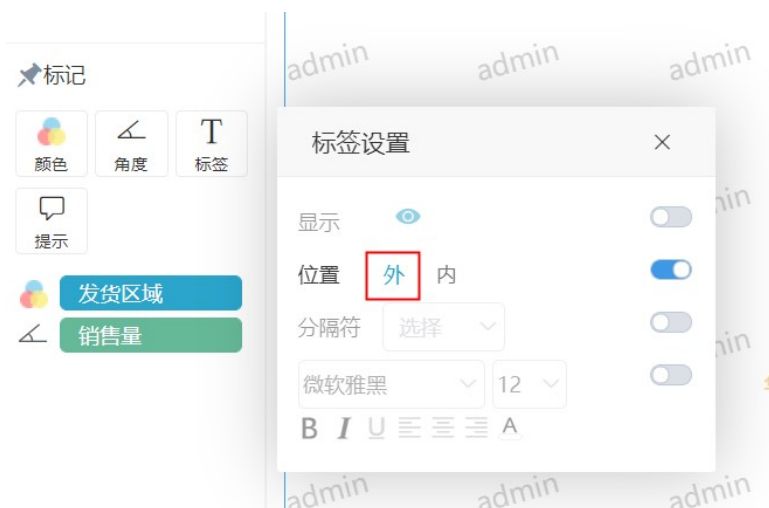 标记
颜色
角度
T
标签
提示
发货区域
销售量
admin admin admin
标签设置
显示
min
位置 外 内
分隔符 选择
min
微软雅黑 12
B I U A
admin admin admin